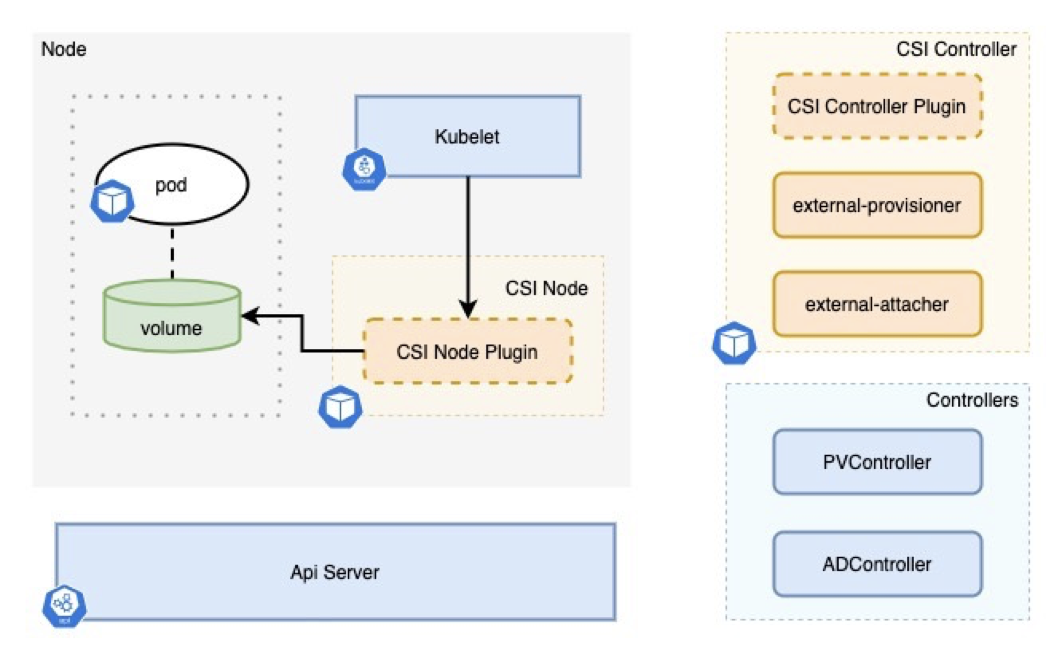 Node
pod
volume
Kubelet
CSI Node
CSI Node Plugin
Api Server
CSI Controller
CSI Controller Plugin
external-provisioner
external-attacher
Controllers
PVController
ADController